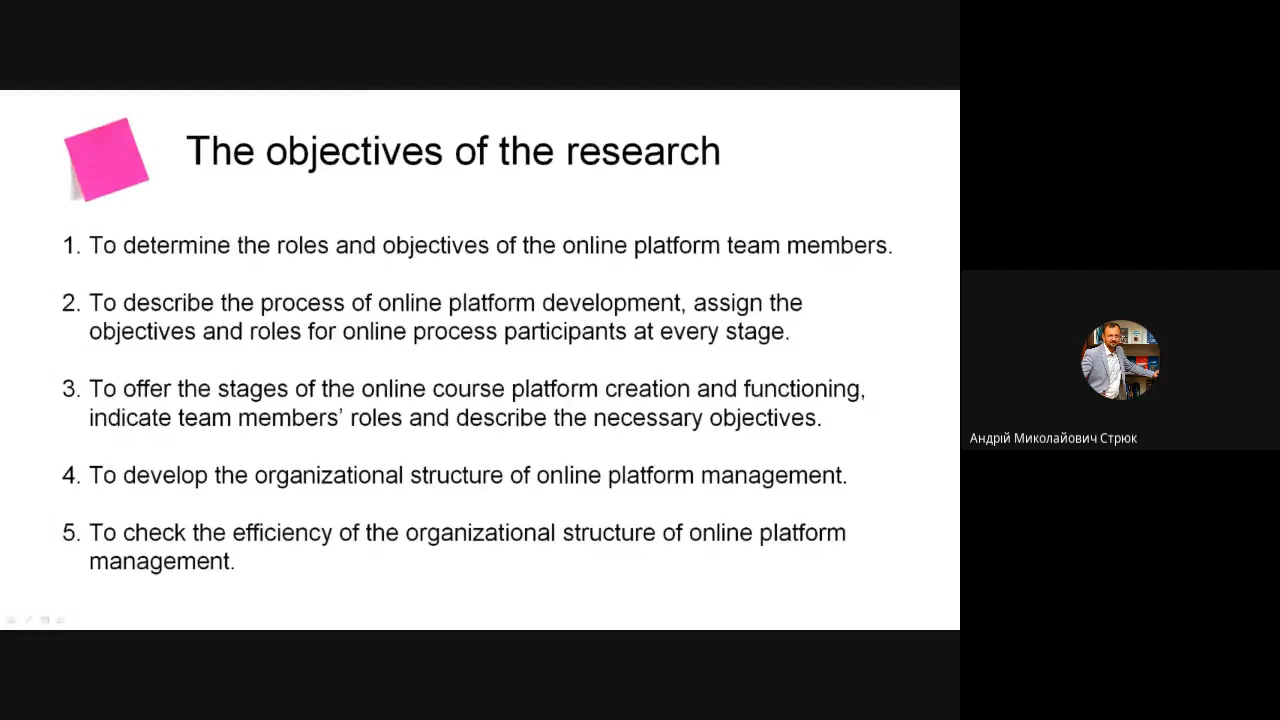 The objectives of the research
1. To determine the roles and objectives of the online platform team members.
2. To describe the process of online platform development, assign the
objectives and roles for online process participants at every stage.
3. To offer the stages of the online course platform creation and functioning,
indicate team members’ roles and describe the necessary objectives.
4. To develop the organizational structure of online platform management.
5. To check the efficiency of the organizational structure of online platform
management.
Андрій Миколайович Стрюк